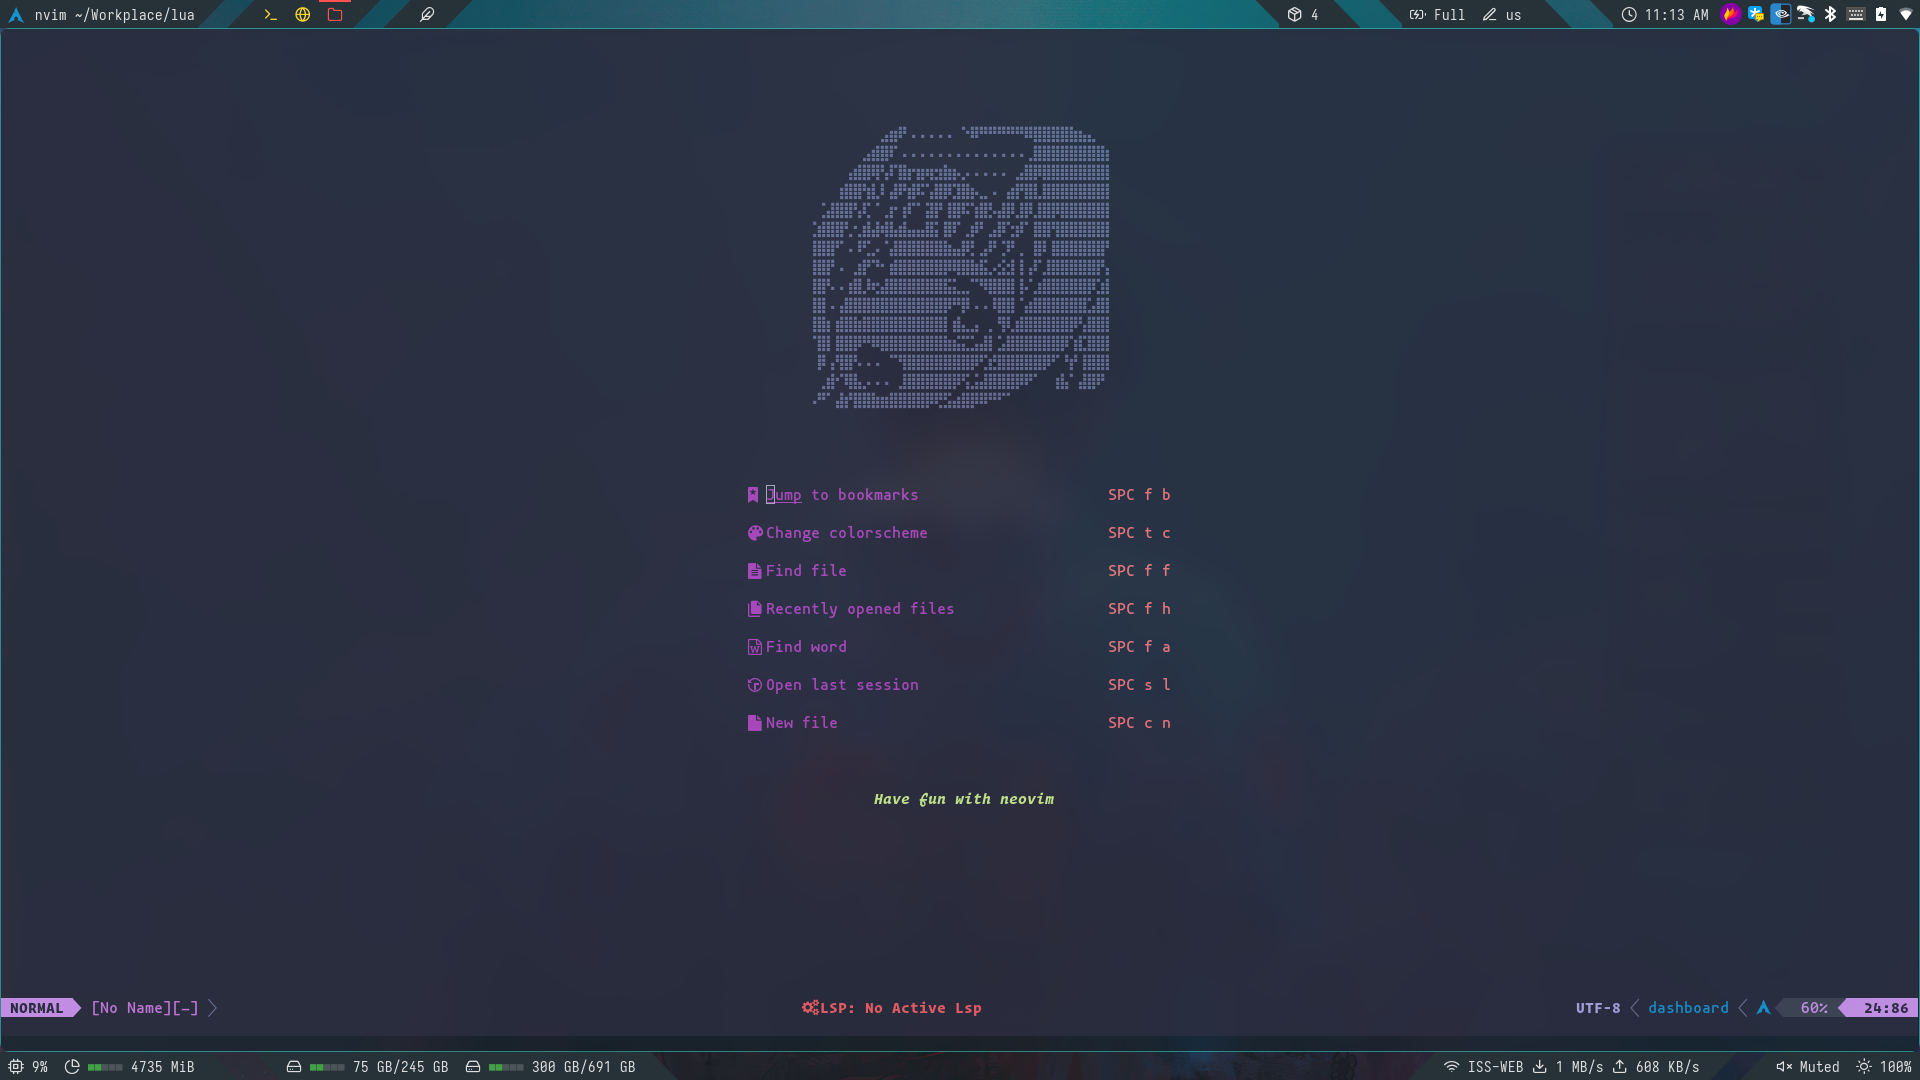 nvim ~/Workplace/lua
4
Full
us
11:13 AM
Jump to bookmarks SPC f b
Change colorscheme SPC t c
Find file SPC f f
Recently opened files SPC f h
Find word SPC f a
Open last session SPC s l
New file SPC c n
Have fun with neovim
NORMAL [No Name][-] LSP: No Active Lsp UTF-8 dashboard 60% 24:86
9% 4735 MiB 75 GB/245 GB 300 GB/691 GB ISS-WEB 1 MB/s 608 KB/s Muted 100%